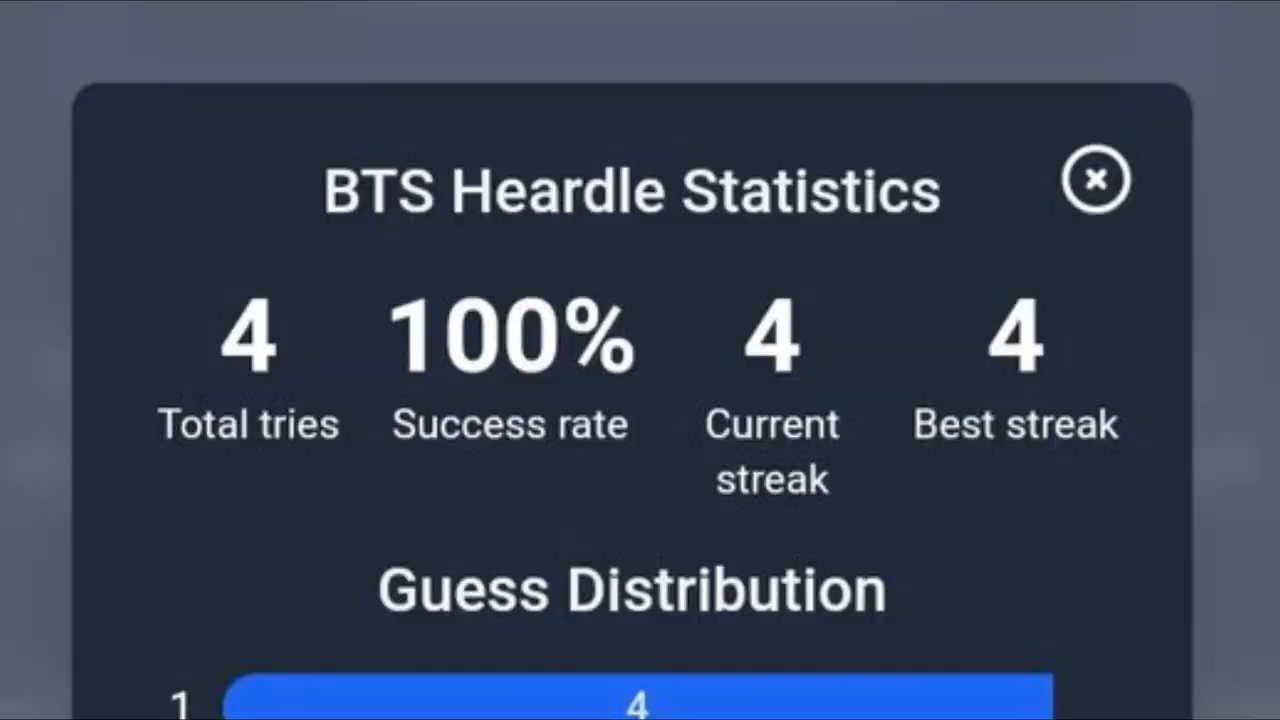 BTS Heardle Statistics
4 100% 4 4
Total tries Success rate Current streak Best streak
Guess Distribution
1 4